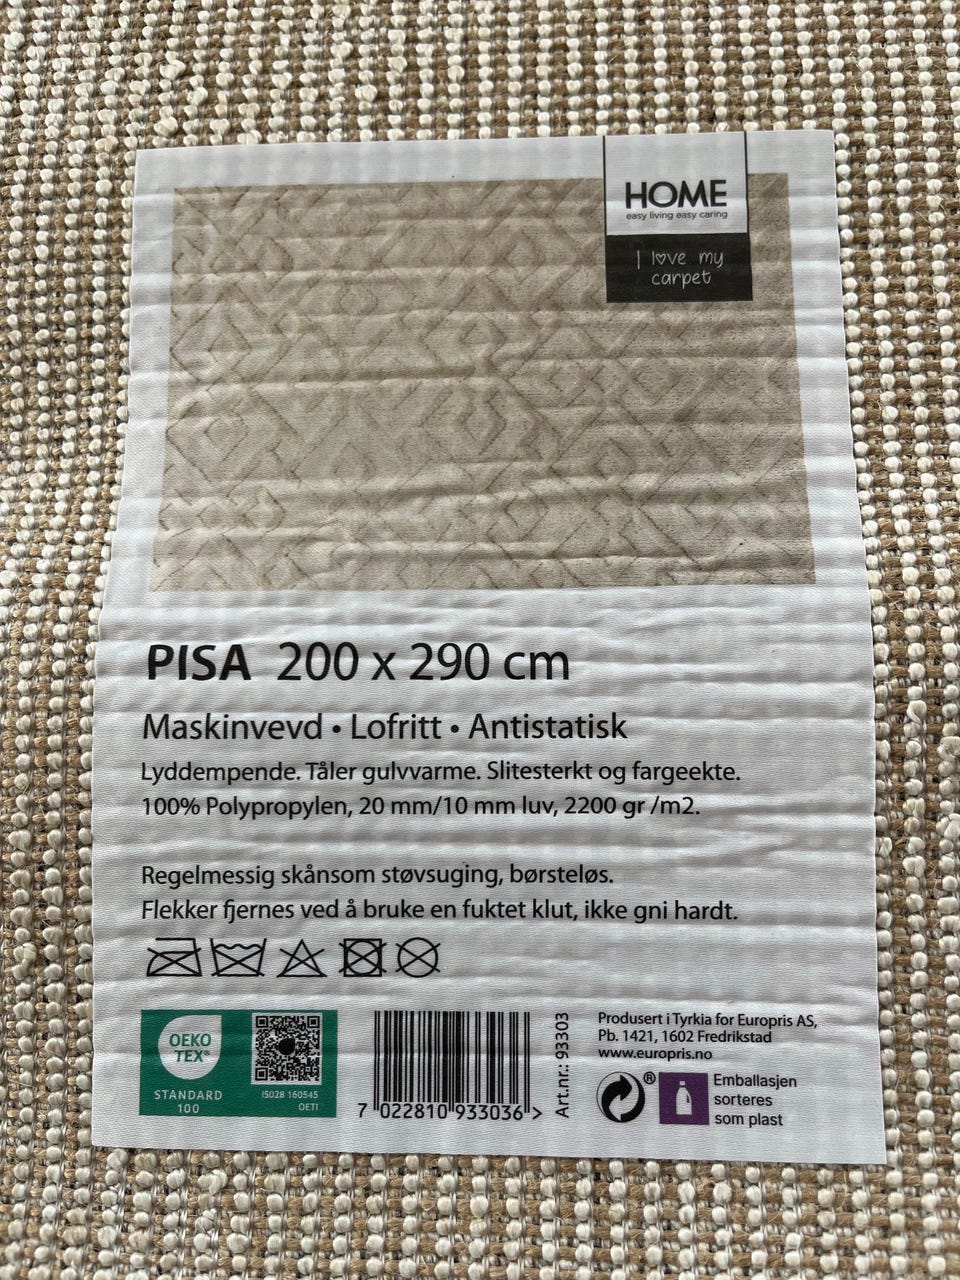 HOME
easy living easy caring
I love my
carpet
PISA 200 x 290 cm
Maskinvevd • Lofritt • Antistatisk
Lyddempende. Tåler gulvvarme. Slitesterkt og fargeekte.
100% Polypropylen, 20 mm/10 mm luv, 2200 gr /m2.
Regelmessig skånsom støvsuging, børsteløs.
Flekker fjernes ved å bruke en fuktet klut, ikke gni hardt.
OEKO
TEX®
STANDARD
100
IS028 160545
OETI
7 022810 933036 >
Art.nr.: 93303
Produsert i Tyrkia for Europris AS,
Pb. 1421, 1602 Fredrikstad
www.europris.no
®
Emballasjen
sorteres
som plast